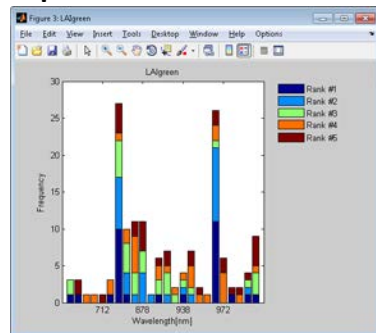 Figure 3: LAIgreen
File Edit View Insert Tools Desktop Window Help Options
LAIgreen
30
25
20
15
10
5
0
Frequency
712 878 938 972
Wavelength[nm]
Rank #1
Rank #2
Rank #3
Rank #4
Rank #5